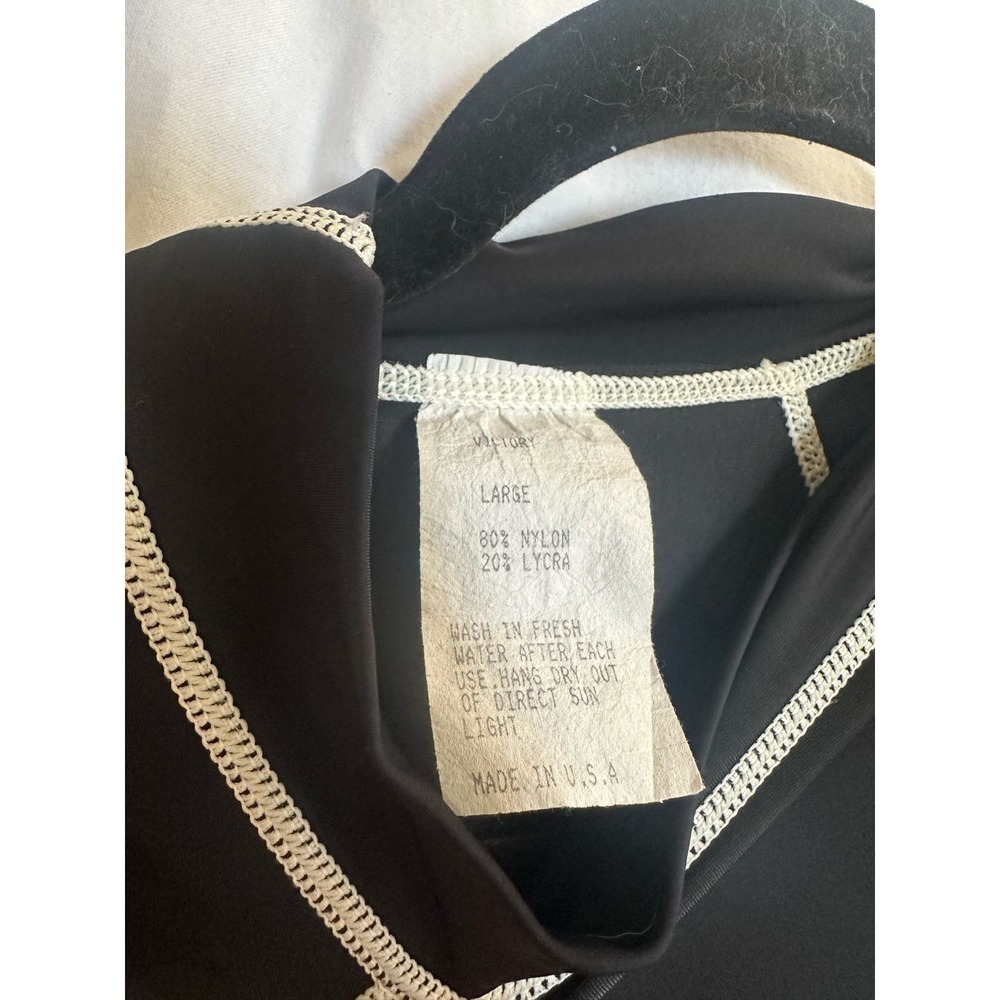 VICTORY
LARGE
80% NYLON
20% LYCRA
WASH IN FRESH
WATER AFTER EACH
USE.HANG DRY OUT
OF DIRECT SUN
LIGHT
MADE IN U.S.A